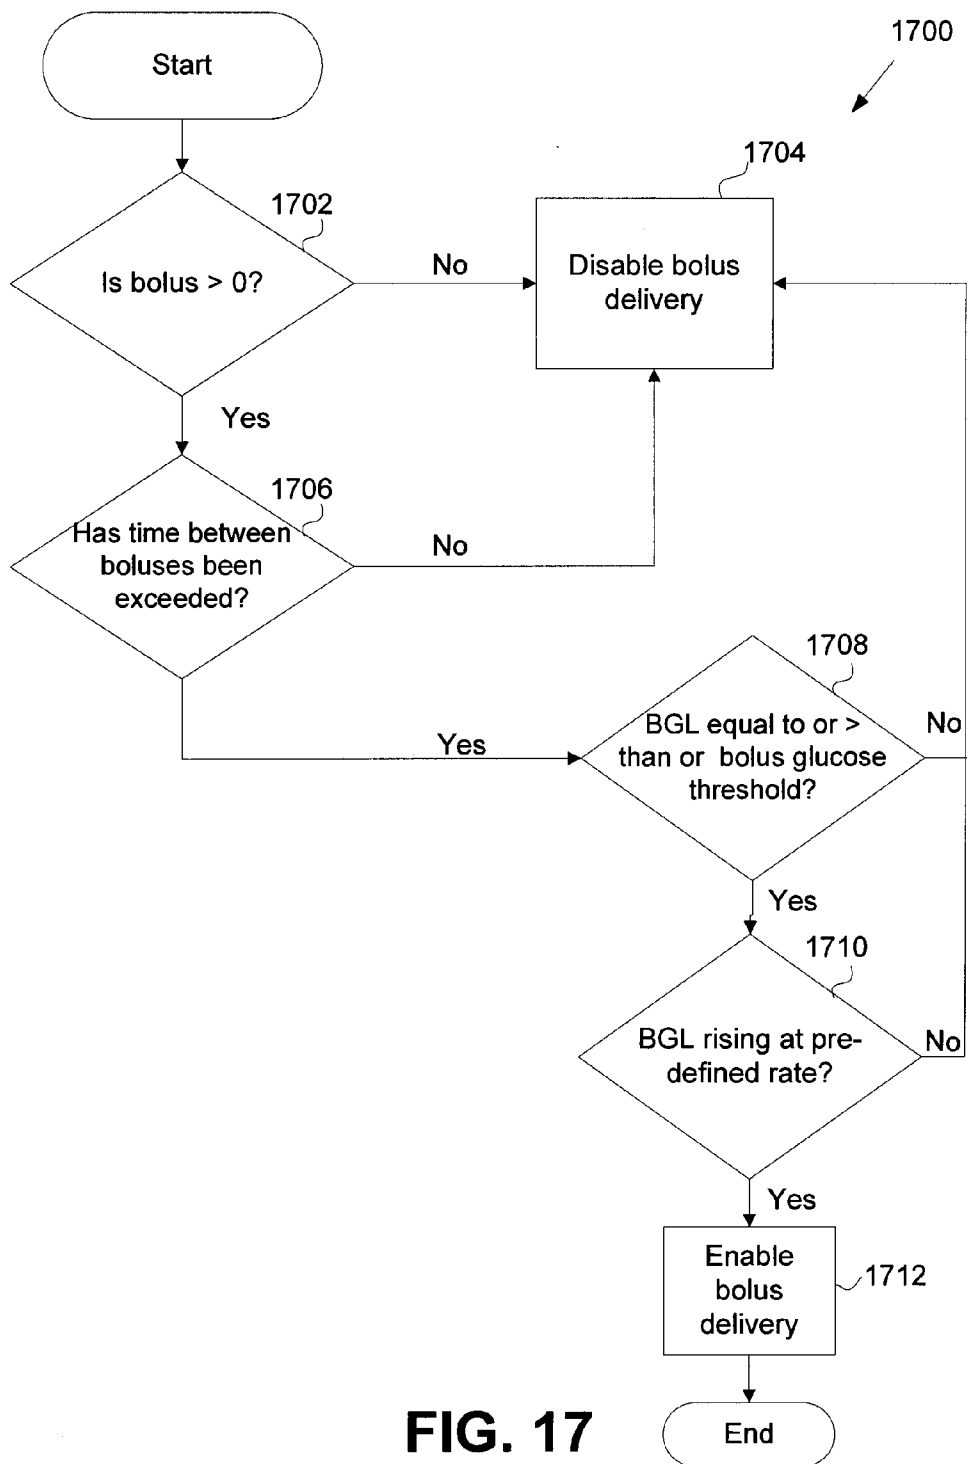 1700
Start
1704
1702
Is bolus > 0?
No
Disable bolus
delivery
Yes
1706
Has time between
boluses been
exceeded?
No
1708
BGL equal to or >
than or bolus glucose
threshold?
No
Yes
Yes
1710
BGL rising at pre-
defined rate?
No
Yes
Enable
bolus
delivery
1712
End
FIG. 17